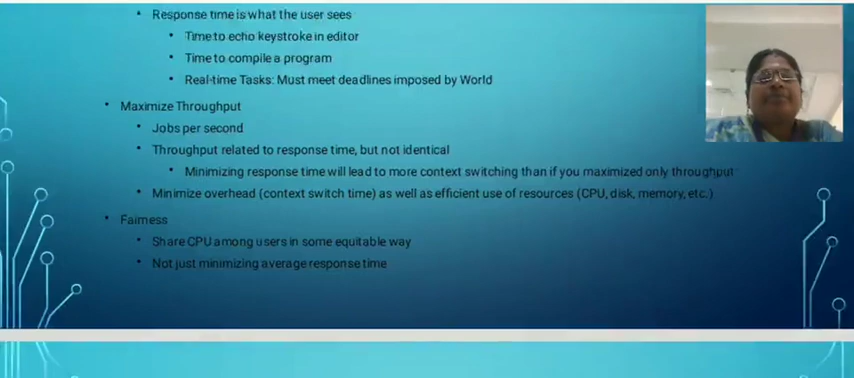 Response time is what the user sees
Time to echo keystroke in editor
Time to compile a program
Real-time Tasks: Must meet deadlines imposed by World
Maximize Throughput
Jobs per second
Throughput related to response time, but not identical
Minimizing response time will lead to more context switching than if you maximized only throughput
Minimize overhead (context switch time) as well as efficient use of resources (CPU, disk, memory, etc.)
Fairness
Share CPU among users in some equitable way
Not just minimizing average response time